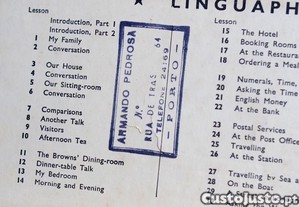 ★ LINGUAPH
Lesson
Introduction, Part 1
Introduction, Part 2
1 My Family
2 Conversation
3 Our House
4 Conversation
5 Our Sitting-room
6 Conversation
7 Comparisons
8 Another Talk
9 Visitors
10 Afternoon Tea
11 The Browns' Dining-room
12 Dinner-table Talk
13 My Bedroom
14 Morning and Evening
ARMANDO PEDROSA
N.º
RUA DE TRAS 64
TELEFONE
- PORTO -
Lesson
15 The Hotel
16 Booking Rooms
17 At the Restaura
18 Ordering a Meal
19 Numerals, Time,
20 Asking the Time
21 English Money
22 At the Bank
23 Postal Services
24 At the Post Office
25 Travelling
26 At the Station
27 Travelling by Sea a
28 On the Boat
CustoJusto.pt